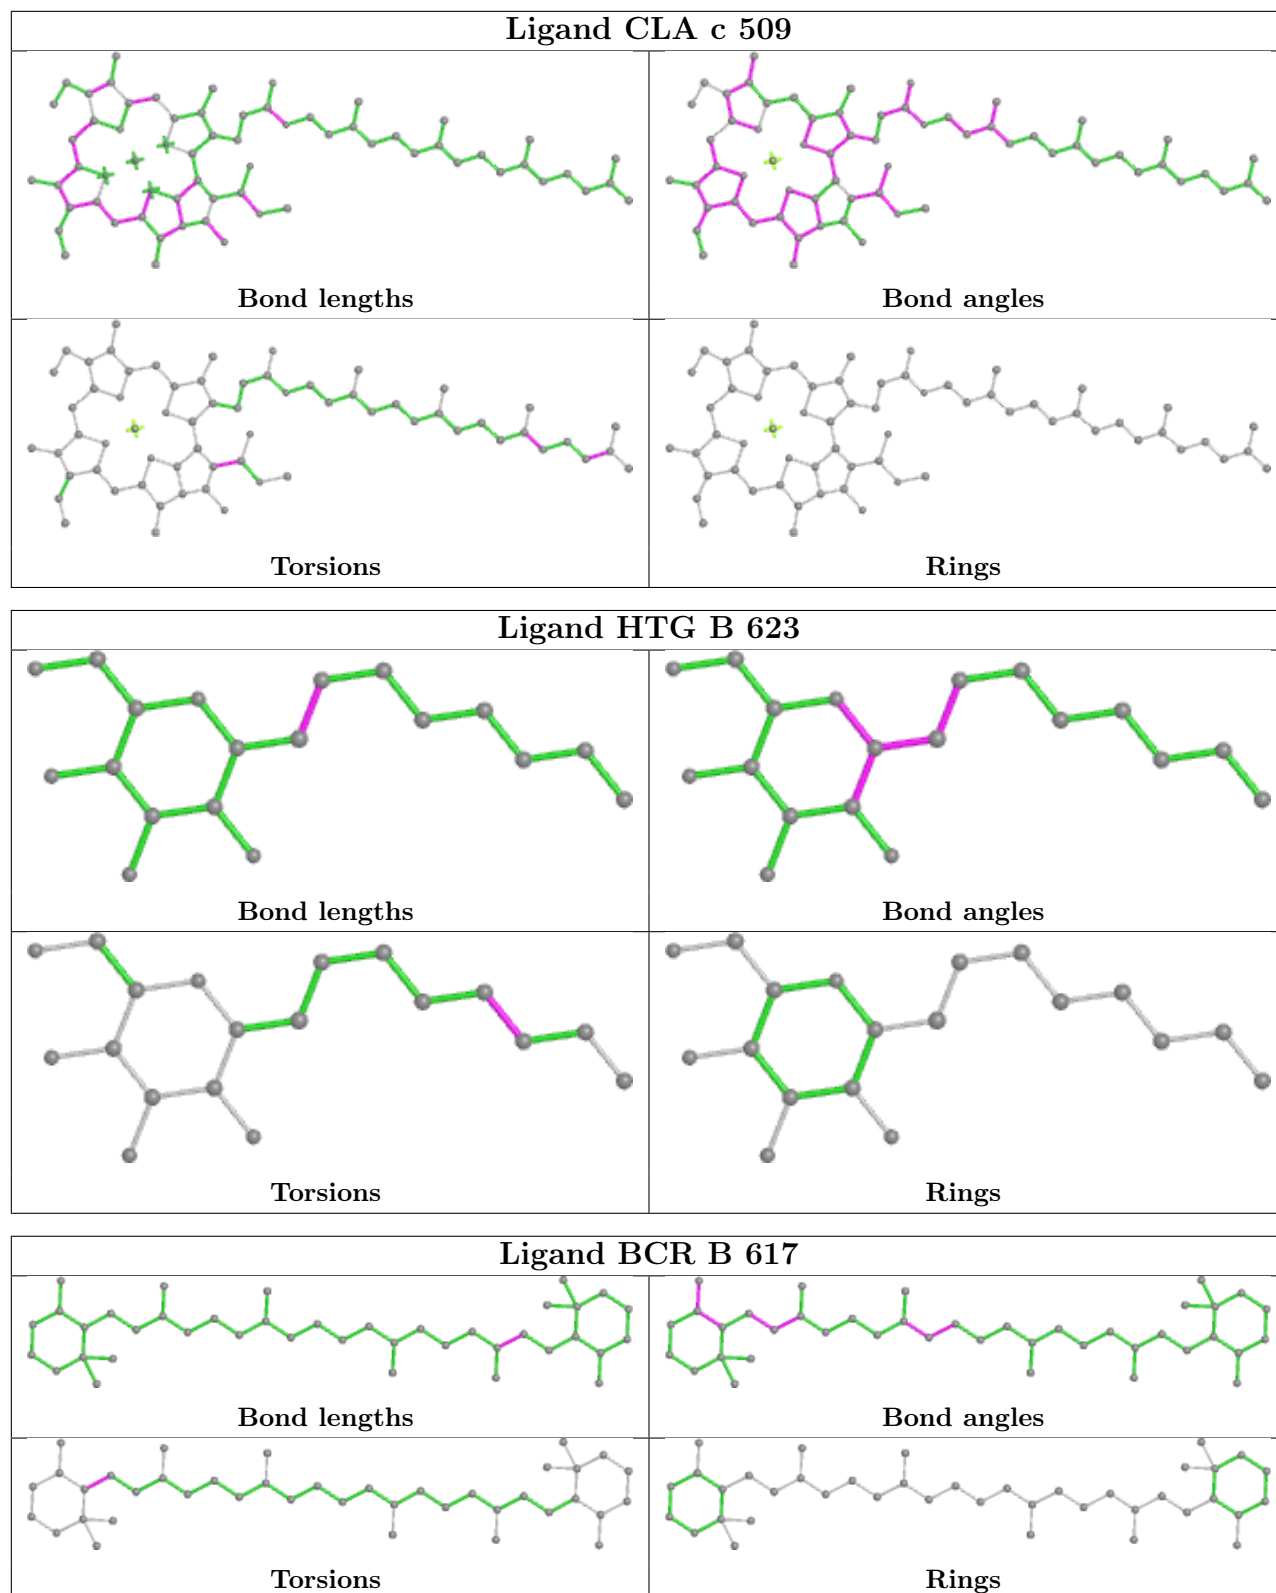 Ligand CLA c 509
Bond lengths
Bond angles
Torsions
Rings
Ligand HTG B 623
Bond lengths
Bond angles
Torsions
Rings
Ligand BCR B 617
Bond lengths
Bond angles
Torsions
Rings